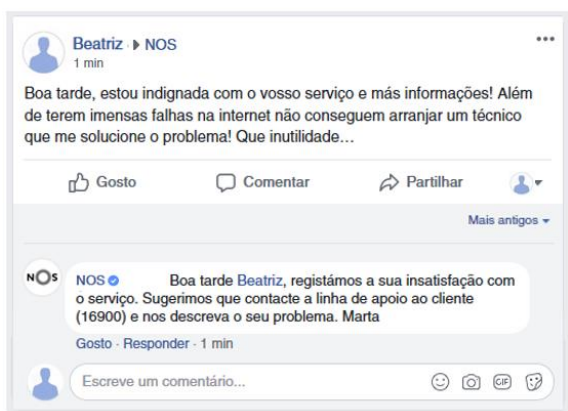 Beatriz ▸ NOS
1 min
Boa tarde, estou indignada com o vosso serviço e más informações! Além
de terem imensas falhas na internet não conseguem arranjar um técnico
que me solucione o problema! Que inutilidade…
Gosto Comentar Partilhar
Mais antigos
NOS
NOS Boa tarde Beatriz, registámos a sua insatisfação com
o serviço. Sugerimos que contacte a linha de apoio ao cliente
(16900) e nos descreva o seu problema. Marta
Gosto · Responder · 1 min
Escreve um comentário... GIF